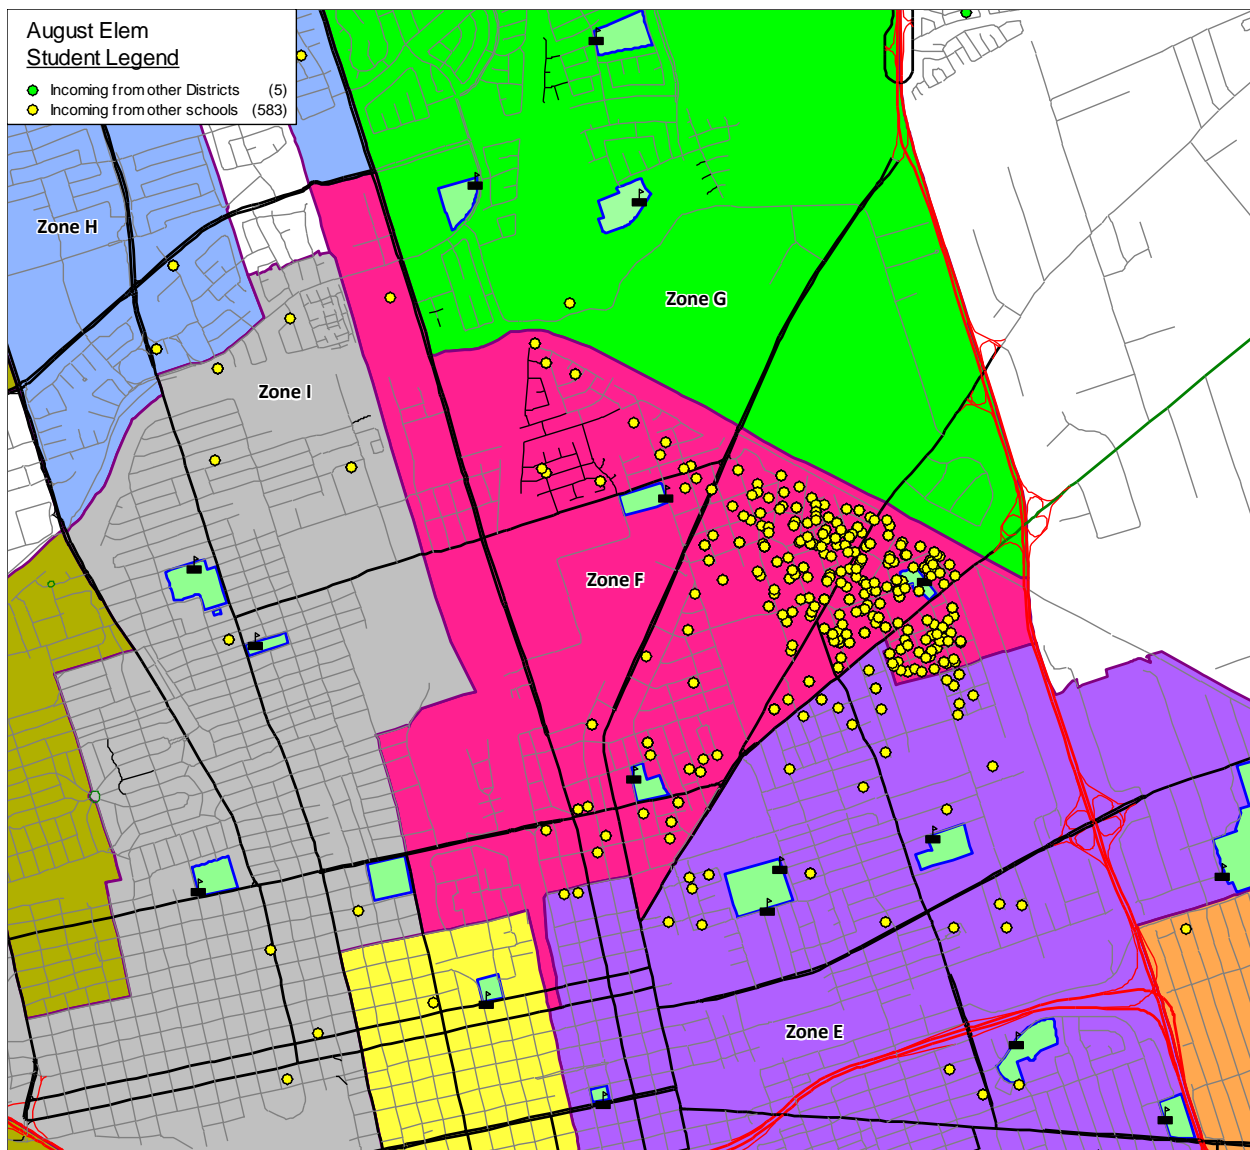 August Elem
Student Legend
Incoming from other Districts (5)
Incoming from other schools (583)
Zone H
Zone G
Zone I
Zone F
Zone E